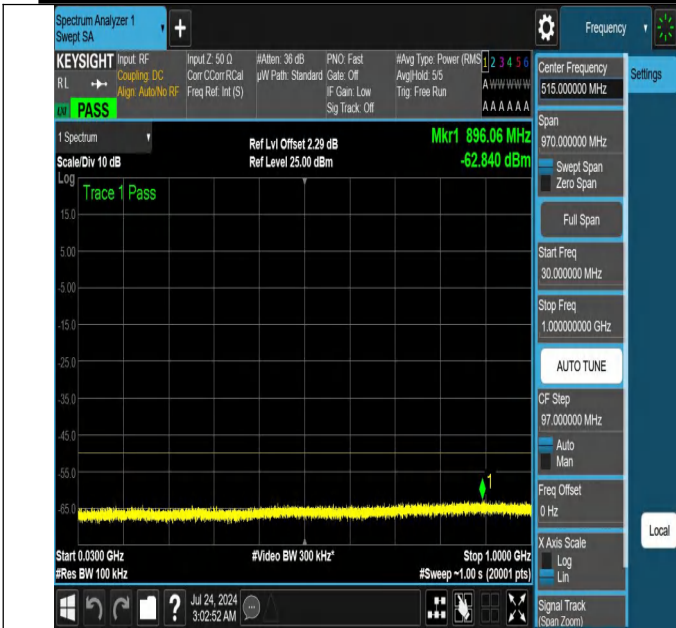 Spectrum Analyzer 1
Swept SA
+
Frequency
KEYSIGHT
RL
PASS
Input: RF
Coupling: DC
Align: Auto/No RF
Input Z: 50 Ω
Corr CCorr RCal
Freq Ref: Int (S)
#Atten: 36 dB
µW Path: Standard
PNO: Fast
Gate: Off
IF Gain: Low
Sig Track: Off
#Avg Type: Power (RMS
Avg|Hold: 5/5
Trig: Free Run
1 2 3 4 5 6
A W W W W W
A A A A A A
1 Spectrum
Scale/Div 10 dB
Ref Lvl Offset 2.29 dB
Ref Level 25.00 dBm
Mkr1 896.06 MHz
-62.840 dBm
Log
Trace 1 Pass
15.0
5.00
-5.00
-15.0
-25.0
-35.0
-45.0
-55.0
-65.0
1
Start 0.0300 GHz
#Res BW 100 kHz
#Video BW 300 kHz*
Stop 1.0000 GHz
#Sweep ~1.00 s (20001 pts)
Center Frequency
515.000000 MHz
Settings
Span
970.000000 MHz
Swept Span
Zero Span
Full Span
Start Freq
30.000000 MHz
Stop Freq
1.000000000 GHz
AUTO TUNE
CF Step
97.000000 MHz
Auto
Man
Freq Offset
0 Hz
X Axis Scale
Log
Lin
Local
Signal Track
(Span Zoom)
?
Jul 24, 2024
3:02:52 AM